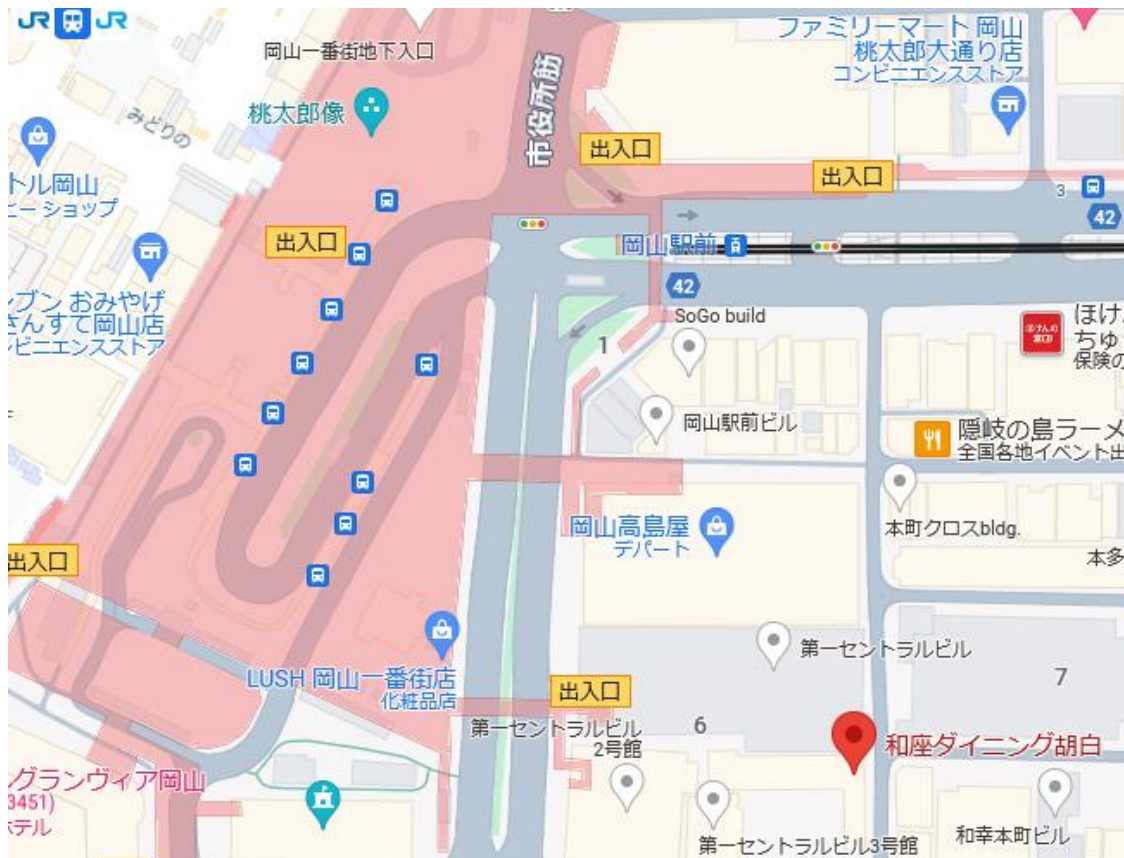 JR JR
岡山一番街地下入口
市役所筋
ファミリーマート 岡山
桃太郎大通り店
コンビニエンスストア
桃太郎像
みどりの
出入口
出入口
トル岡山
ニーショップ
3
42
出入口
岡山駅前
42
ブン おみやげ
さんすて岡山店
ビニエンスストア
SoGo build
1
ほけんの窓口
ほけ
ちゅ
保険の
岡山駅前ビル
隠岐の島ラーメ
全国各地イベント出
本町クロスbldg.
岡山高島屋
デパート
出入口
本多
LUSH 岡山一番街店
化粧品店
第一セントラルビル
出入口
7
第一セントラルビル
2号館
6
和座ダイニング胡白
グランヴィア岡山
3451)
ホテル
第一セントラルビル3号館
和幸本町ビル